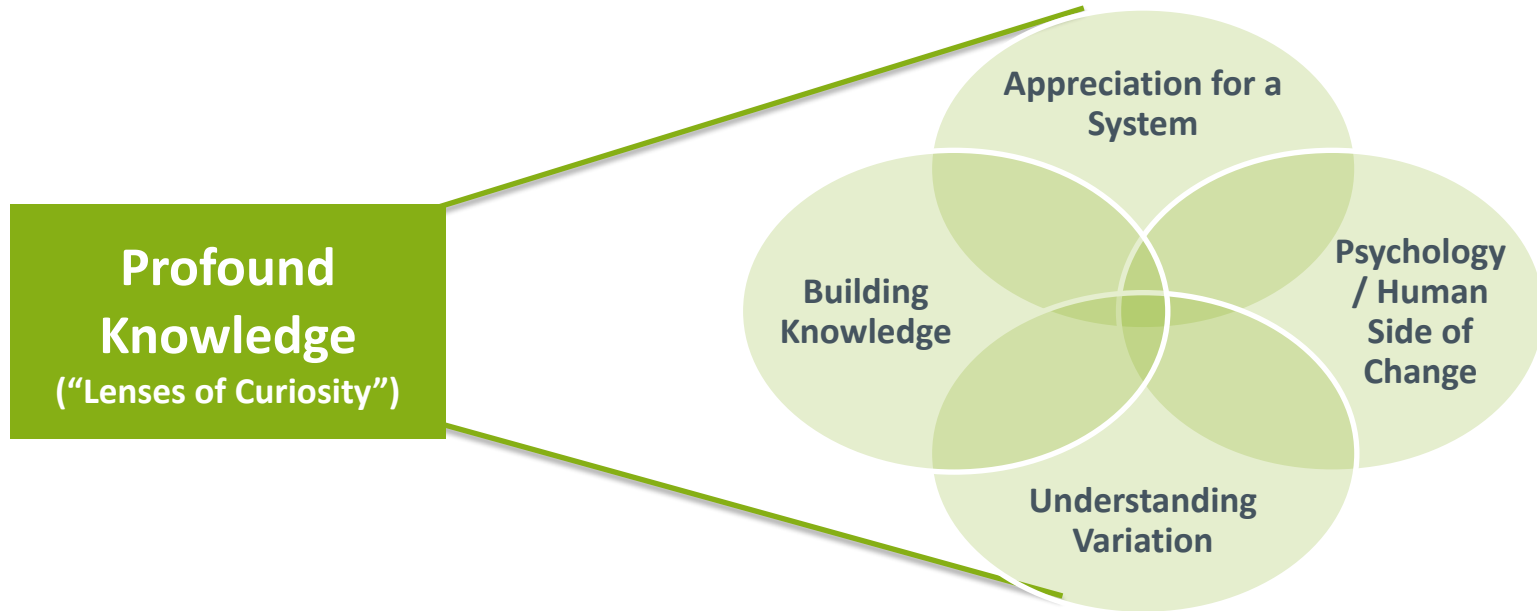 Profound
Knowledge
(“Lenses of Curiosity”)
Appreciation for a
System
Building
Knowledge
Psychology
/ Human
Side of
Change
Understanding
Variation